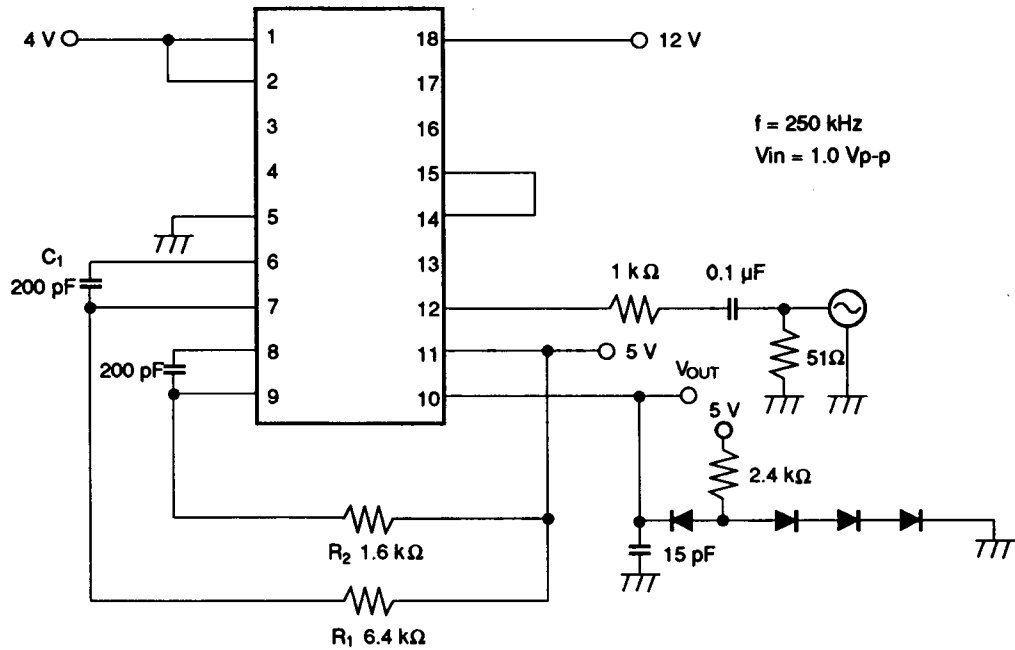 4 V
1
2
3
4
5
6
7
8
9
18
17
16
15
14
13
12
11
10
12 V
f = 250 kHz
Vin = 1.0 Vp-p
C1
200 pF
200 pF
1 kΩ
0.1 µF
51Ω
5 V
VOUT
5 V
2.4 kΩ
15 pF
R2 1.6 kΩ
R1 6.4 kΩ